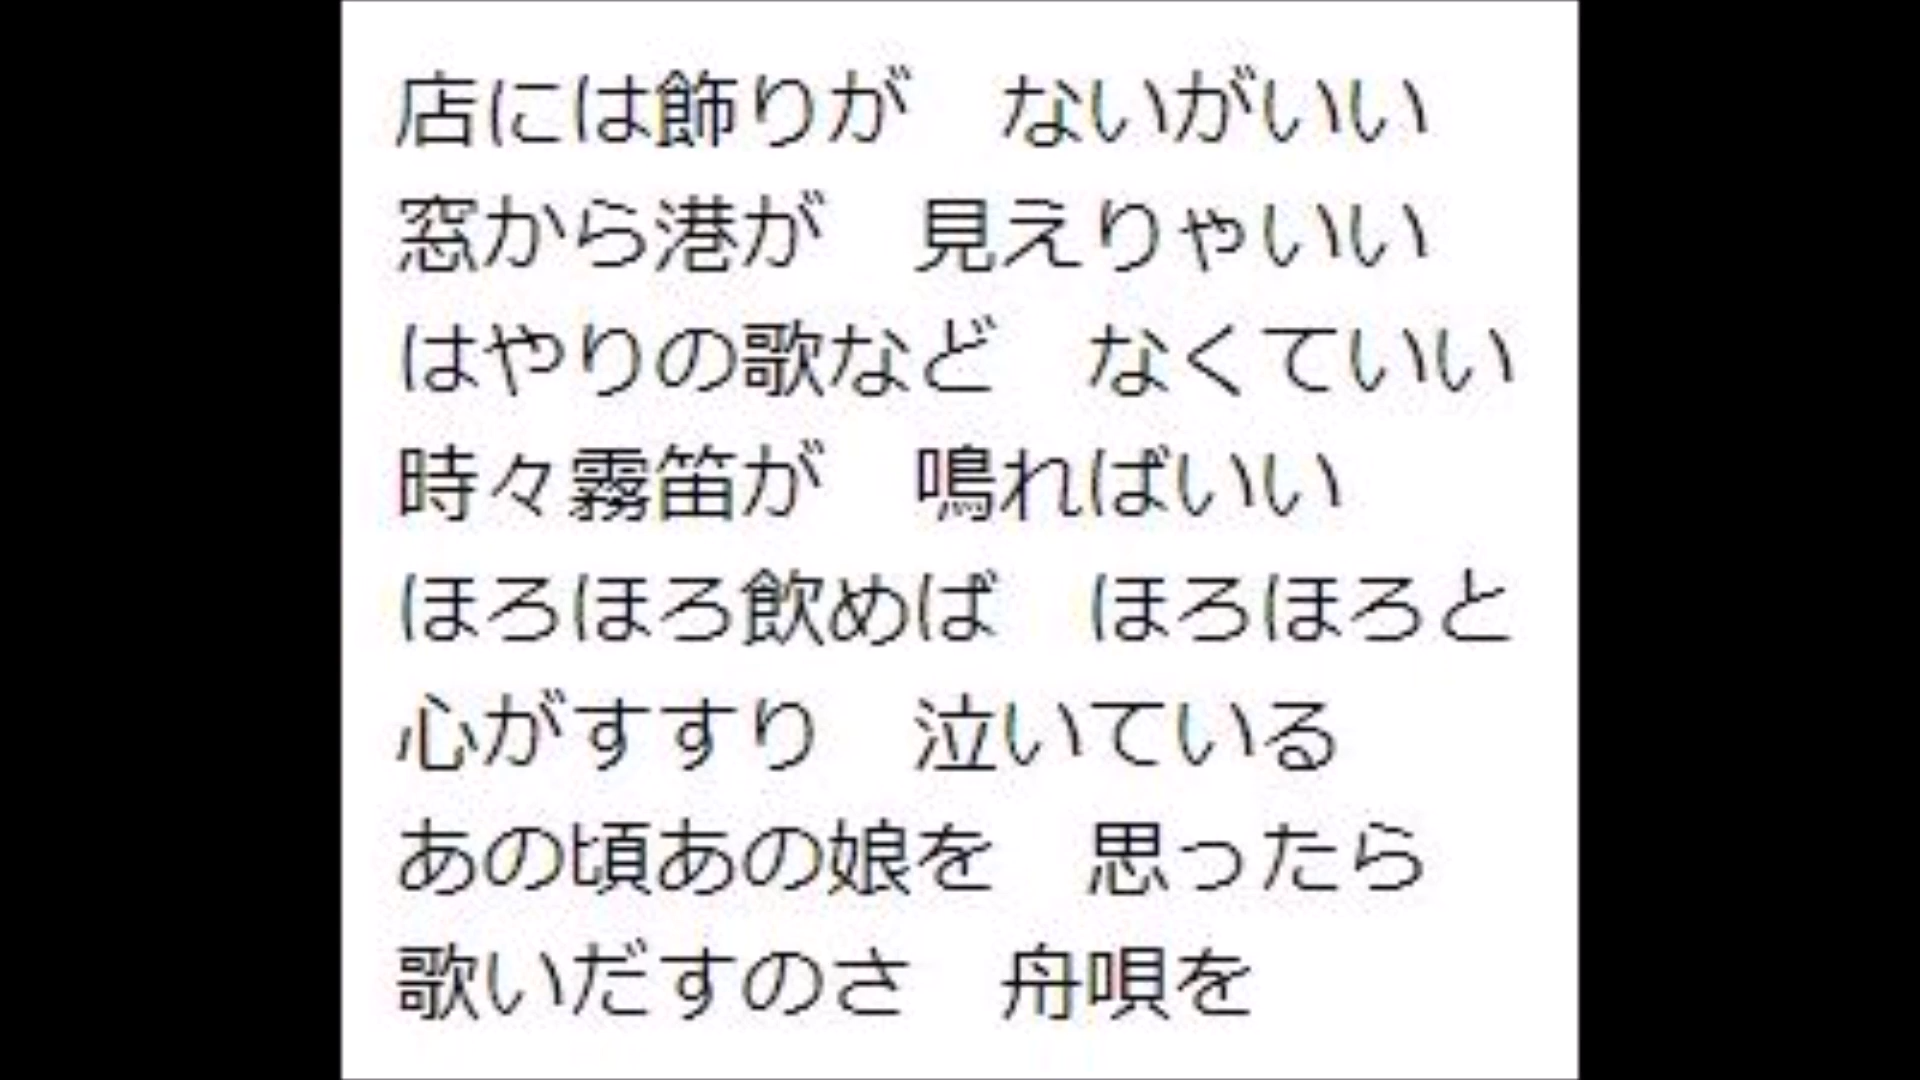 店には飾りが　ないがいい
窓から港が　見えりゃいい
はやりの歌など　なくていい
時々霧笛が　鳴ればいい
ほろほろ飲めば　ほろほろと
心がすすり　泣いている
あの頃あの娘を　思ったら
歌いだすのさ　舟唄を